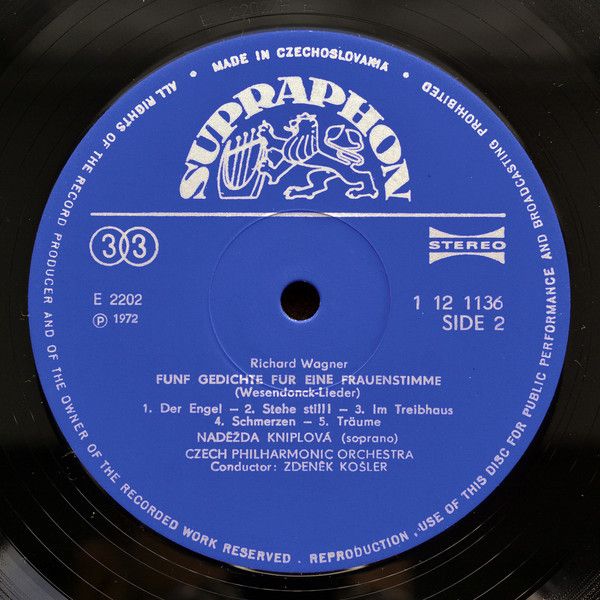 MADE IN CZECHOSLOVAKIA
ALL RIGHTS OF THE RECORD PRODUCER AND OF THE OWNER OF THE RECORDED WORK RESERVED . REPRODUCTION , USE OF THIS DISC FOR PUBLIC PERFORMANCE AND BROADCASTING PROHIBITED
SUPRAPHON
33
STEREO
E 2202
1 12 1136
Ⓟ 1972
SIDE 2
Richard Wagner
FUNF GEDICHTE FUR EINE FRAUENSTIMME
(Wesendonck-Lieder)
1. Der Engel – 2. Stehe still! – 3. Im Treibhaus
4. Schmerzen – 5. Träume
NADĚŽDA KNIPLOVÁ (soprano)
CZECH PHILHARMONIC ORCHESTRA
Conductor: ZDENĚK KOŠLER